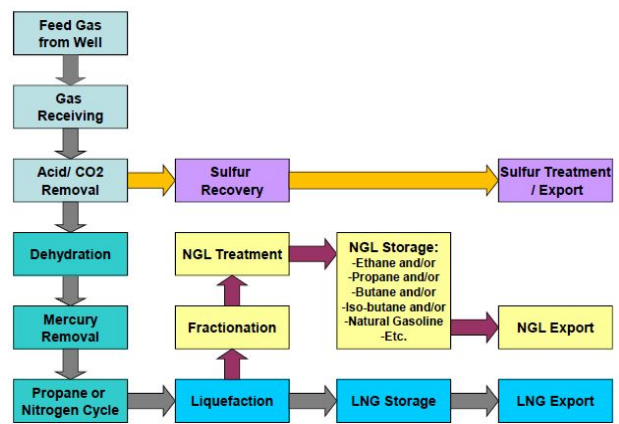 Feed Gas
from Well
Gas
Receiving
Acid/ CO2
Removal
Sulfur
Recovery
Sulfur Treatment
/ Export
Dehydration
NGL Treatment
NGL Storage:
-Ethane and/or
-Propane and/or
-Butane and/or
-Iso-butane and/or
-Natural Gasoline
-Etc.
Mercury
Removal
Fractionation
NGL Export
Propane or
Nitrogen Cycle
Liquefaction
LNG Storage
LNG Export